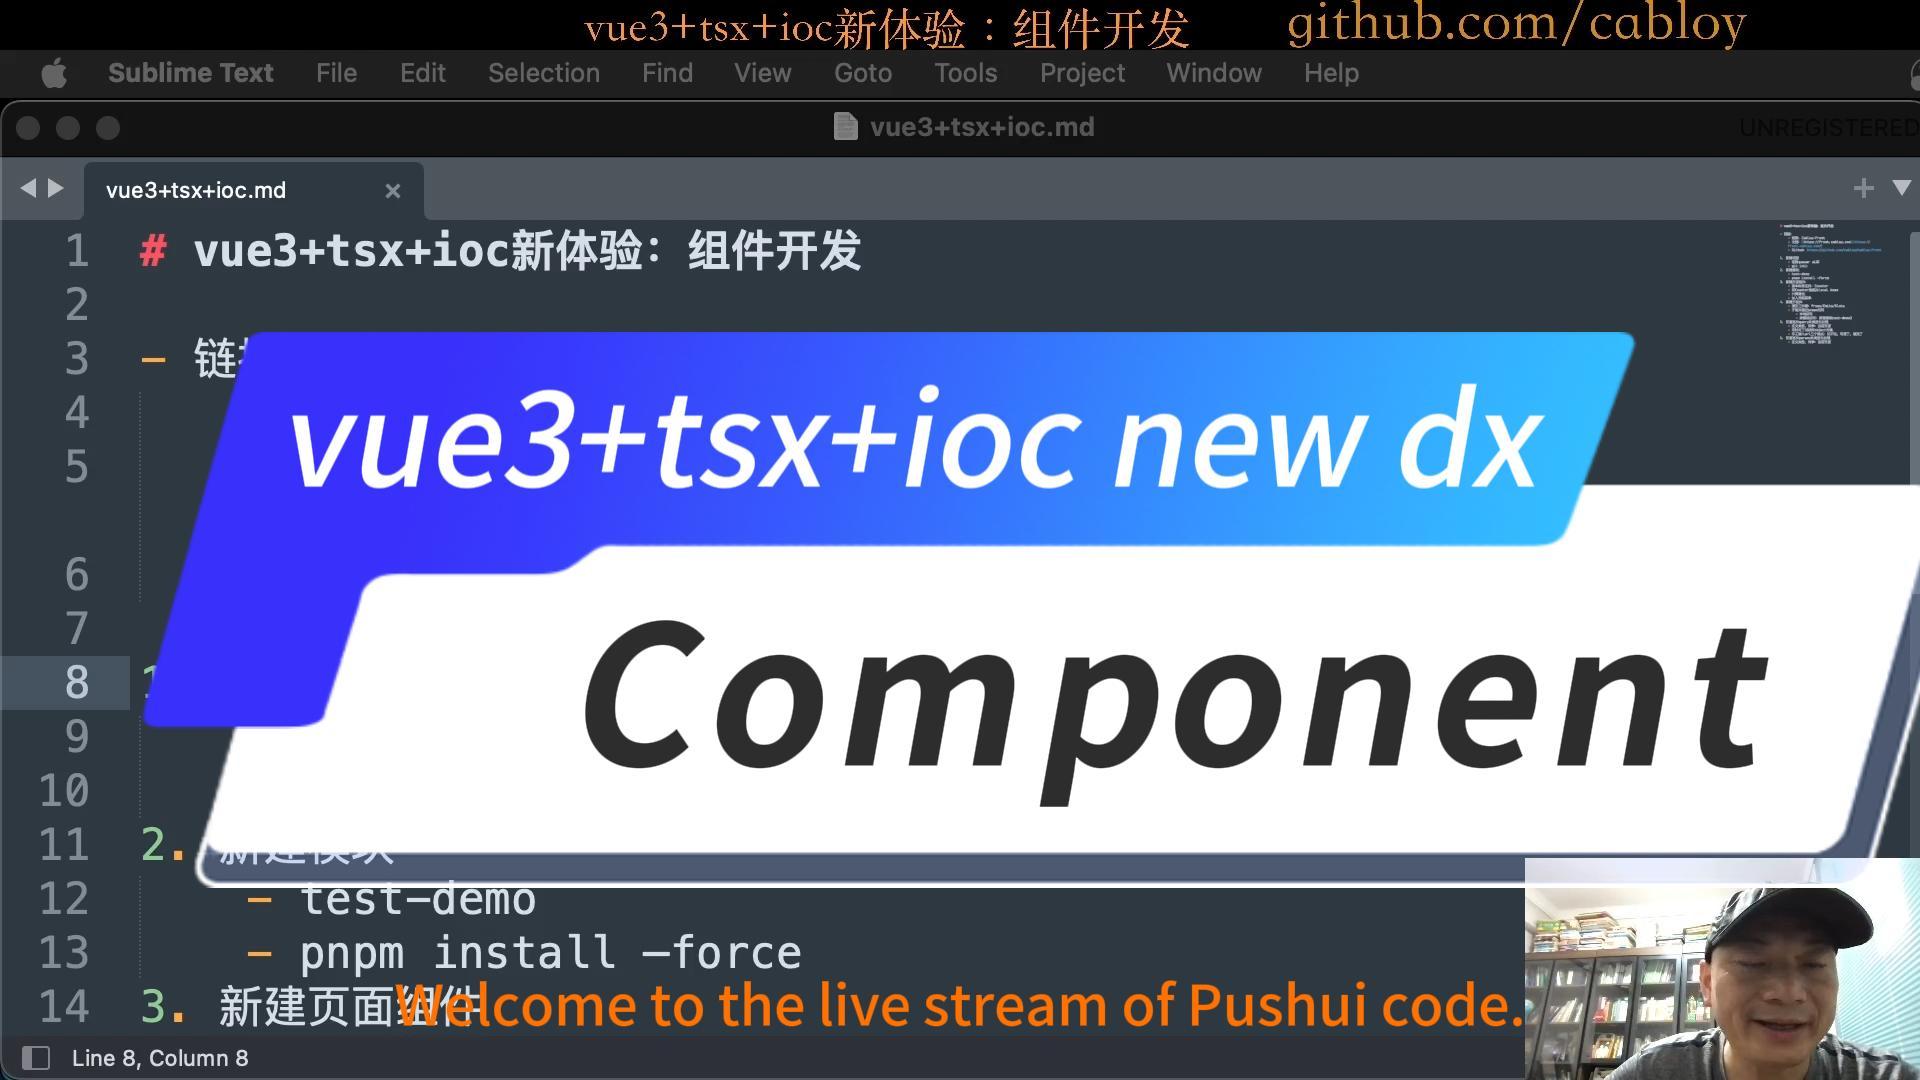 vue3+tsx+ioc新体验：组件开发
github.com/cabloy
Sublime Text File Edit Selection Find View Goto Tools Project Window Help
vue3+tsx+ioc.md
UNREGISTERED
vue3+tsx+ioc.md
1 # vue3+tsx+ioc新体验：组件开发
2
3 - 链
4
5
vue3+tsx+ioc new dx
6
7
8
Component
9
10
11 2. 新建模块
12 - test-demo
13 - pnpm install —force
14 3. 新建页面组件
Welcome to the live stream of Pushui code.
Line 8, Column 8